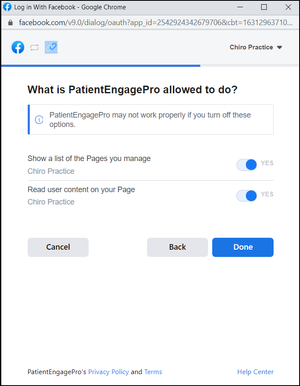 Log in With Facebook - Google Chrome
facebook.com/v9.0/dialog/oauth?app_id=2542924342679706&cbt=16312963710...
Chiro Practice
What is PatientEngagePro allowed to do?
PatientEngagePro may not work properly if you turn off these
options.
Show a list of the Pages you manage
Chiro Practice
YES
Read user content on your Page
Chiro Practice
YES
Cancel
Back
Done
PatientEngagePro's Privacy Policy and Terms
Help Center